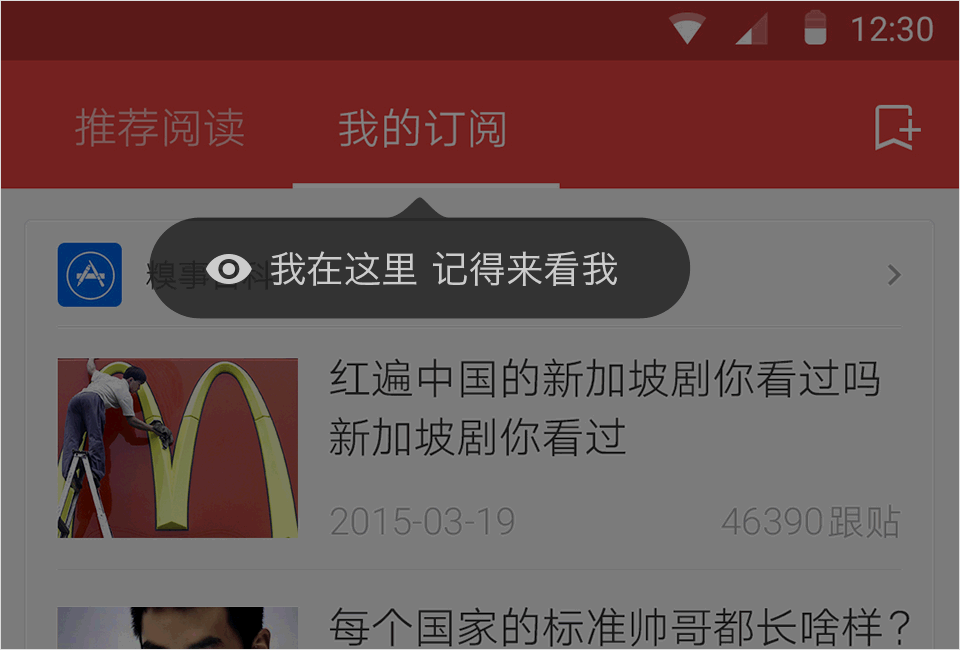 12:30
推荐阅读
我的订阅
我在这里 记得来看我
糗事百科
红遍中国的新加坡剧你看过吗
新加坡剧你看过
2015-03-19
46390跟贴
每个国家的标准帅哥都长啥样？